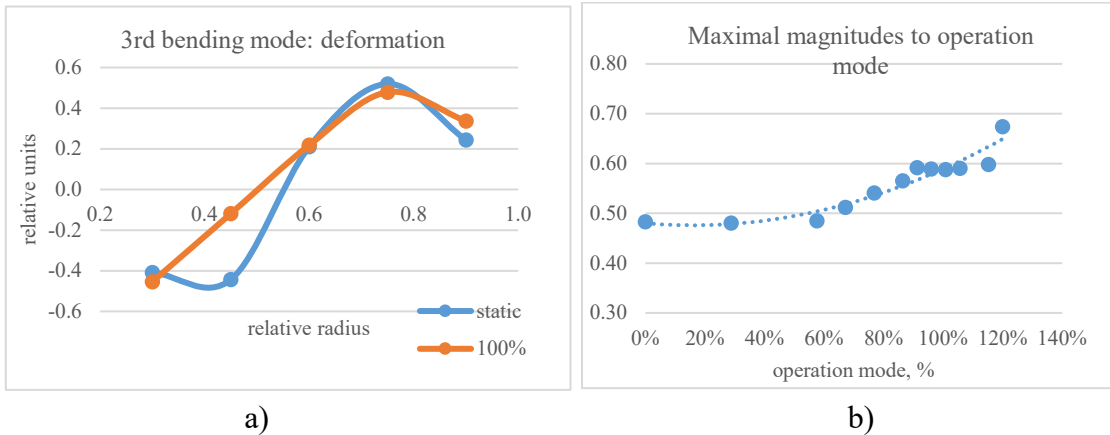 3rd bending mode: deformation
0.6
0.4
0.2
0.0
-0.2
-0.4
-0.6
0.2
0.4
0.6
0.8
1.0
relative units
relative radius
static
100%
a)
Maximal magnitudes to operation
mode
0.80
0.70
0.60
0.50
0.40
0.30
0% 20% 40% 60% 80% 100% 120% 140%
operation mode, %
b)